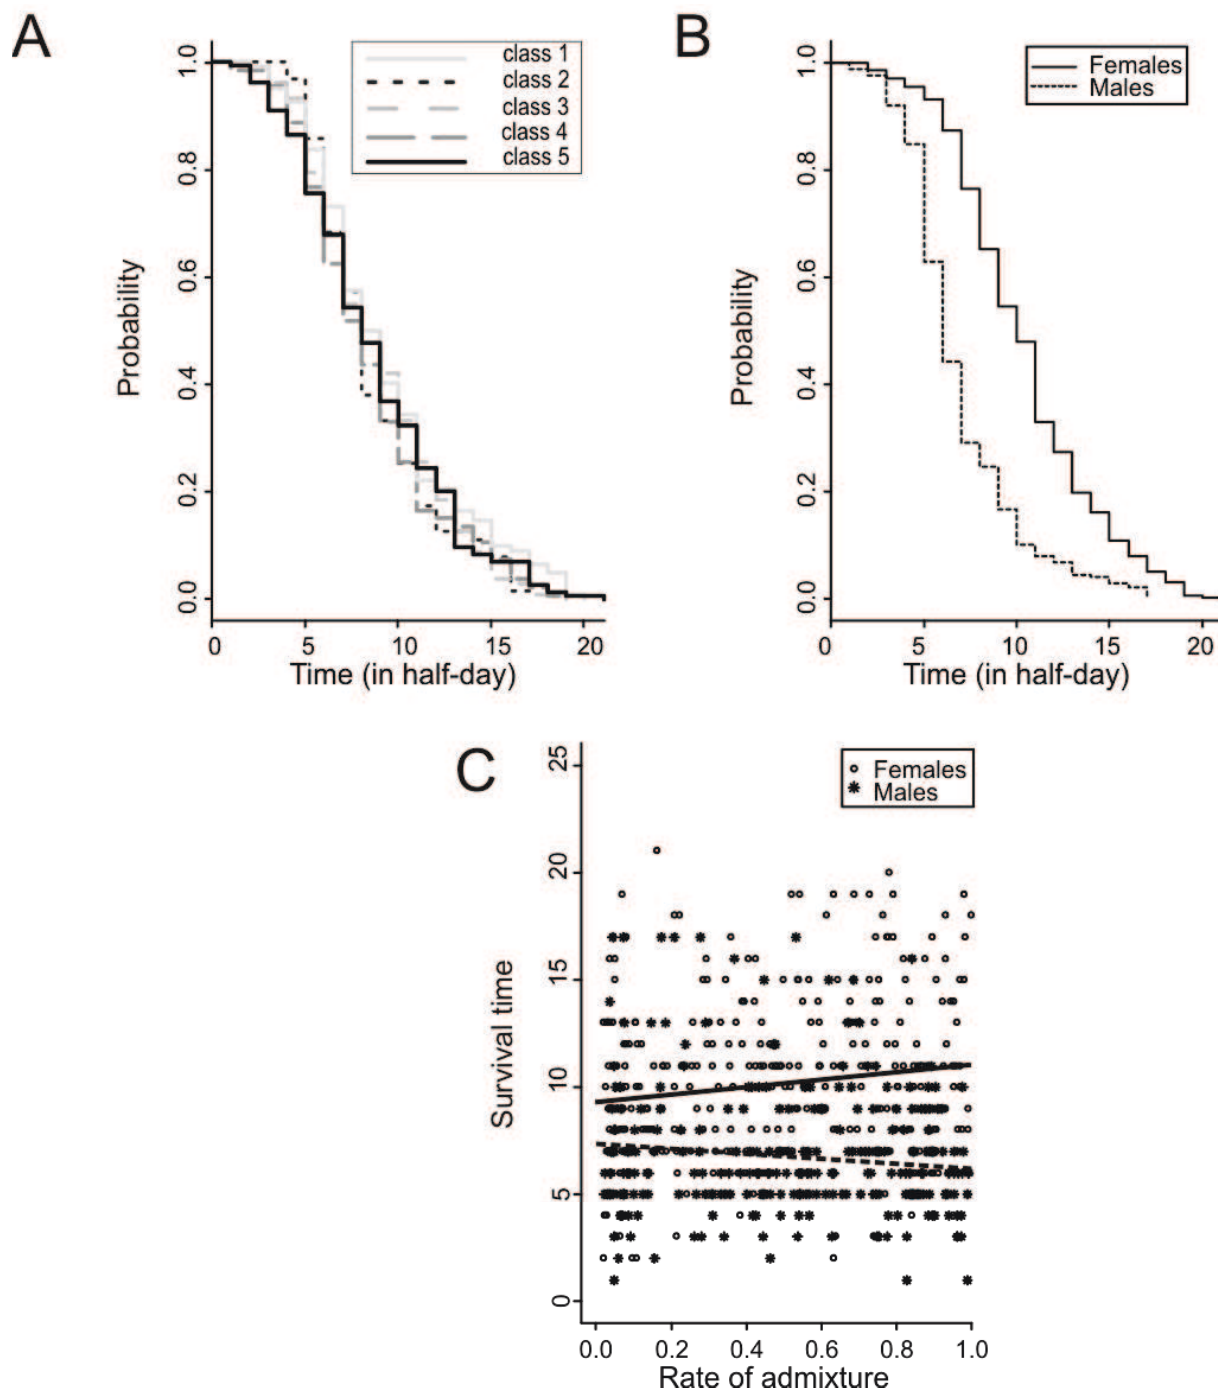 A
class 1
class 2
class 3
class 4
class 5
Probability
1.0
0.8
0.6
0.4
0.2
0.0
0 5 10 15 20
Time (in half-day)
B
Females
Males
Probability
1.0
0.8
0.6
0.4
0.2
0.0
0 5 10 15 20
Time (in half-day)
C
Females
Males
Survival time
25
20
15
10
5
0
0.0 0.2 0.4 0.6 0.8 1.0
Rate of admixture